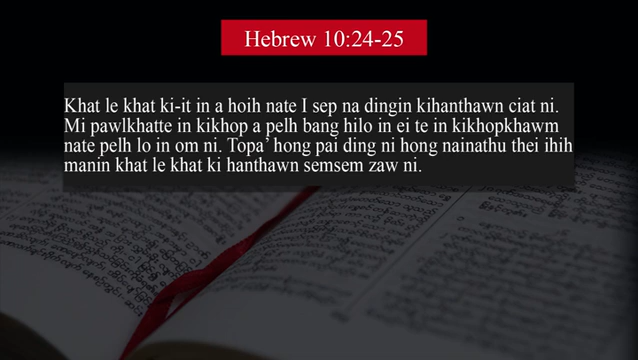 Hebrew 10:24-25
Khat le khat ki-it in a hoih nate I sep na dingin kihanthawn ciat ni.
Mi pawlkhatte in kikhop a pelh bang hilo in ei te in kikhopkhawm
nate pelh lo in om ni. Topa’ hong pai ding ni hong nainathu thei ihih
manin khat le khat ki hanthawn semsem zaw ni.